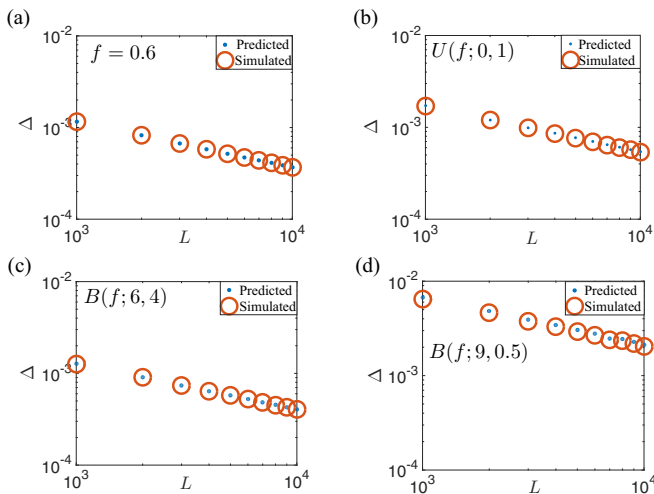 (a)
10^-2
f = 0.6
Predicted
Simulated
Δ
10^-3
10^-4
10^3
L
10^4
(b)
10^-2
U(f; 0, 1)
Predicted
Simulated
Δ
10^-3
10^-4
10^3
L
10^4
(c)
10^-2
B(f; 6, 4)
Predicted
Simulated
Δ
10^-3
10^-4
10^3
L
10^4
(d)
10^-2
Predicted
Simulated
B(f; 9, 0.5)
Δ
10^-3
10^-4
10^3
L
10^4